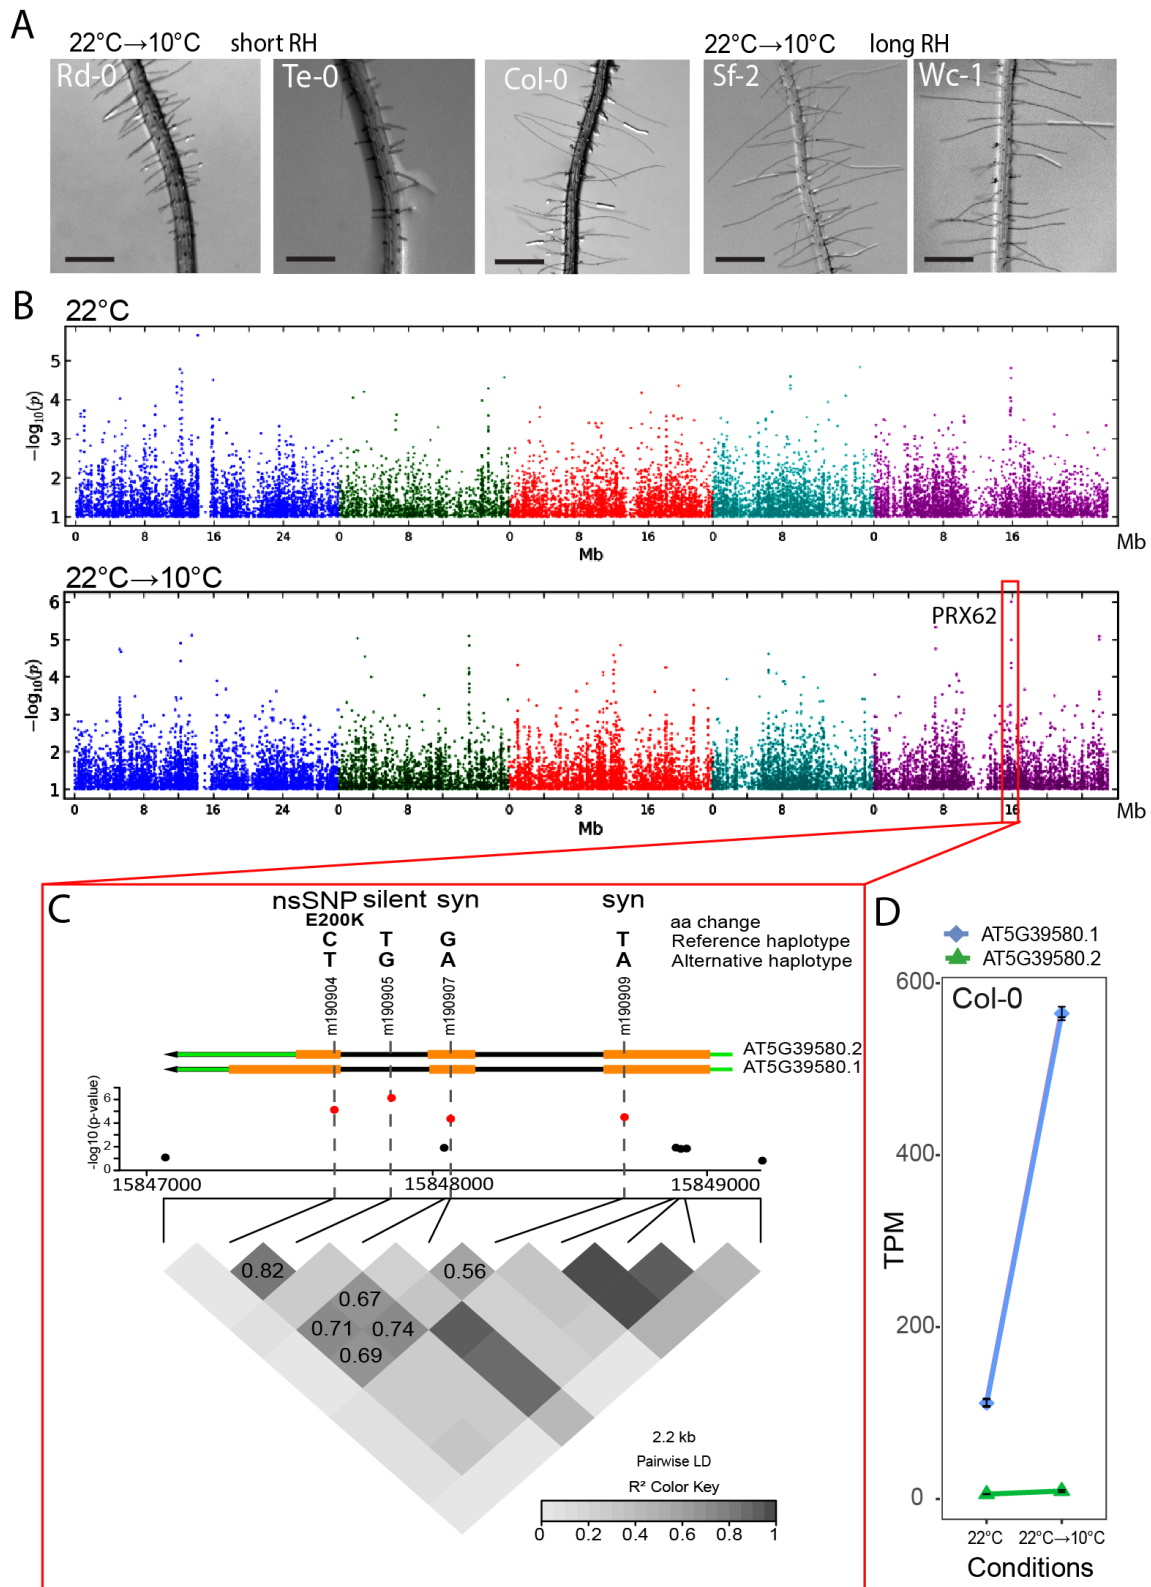 A
22°C→10°C short RH
22°C→10°C long RH
Rd-0
Te-0
Col-0
Sf-2
Wc-1
B
22°C
−log₁₀(p)
5
4
3
2
1
0 8 16 24 0 8 0 8 16 0 8 0 8 16
Mb
Mb
22°C→10°C
PRX62
−log₁₀(p)
6
5
4
3
2
1
0 8 16 24 0 8 0 8 16 0 8 0 8 16
Mb
Mb
C
nsSNP silent syn syn
E200K aa change
C T G T Reference haplotype
T G A A Alternative haplotype
m190904 m190905 m190907 m190909
AT5G39580.2
AT5G39580.1
-log10(p-value)
6
4
2
0
15847000 15848000 15849000
0.82 0.56
0.67
0.71 0.74
0.69
2.2 kb
Pairwise LD
R² Color Key
0 0.2 0.4 0.6 0.8 1
D
AT5G39580.1
AT5G39580.2
Col-0
TPM
600
400
200
0
22°C 22°C→10°C
Conditions